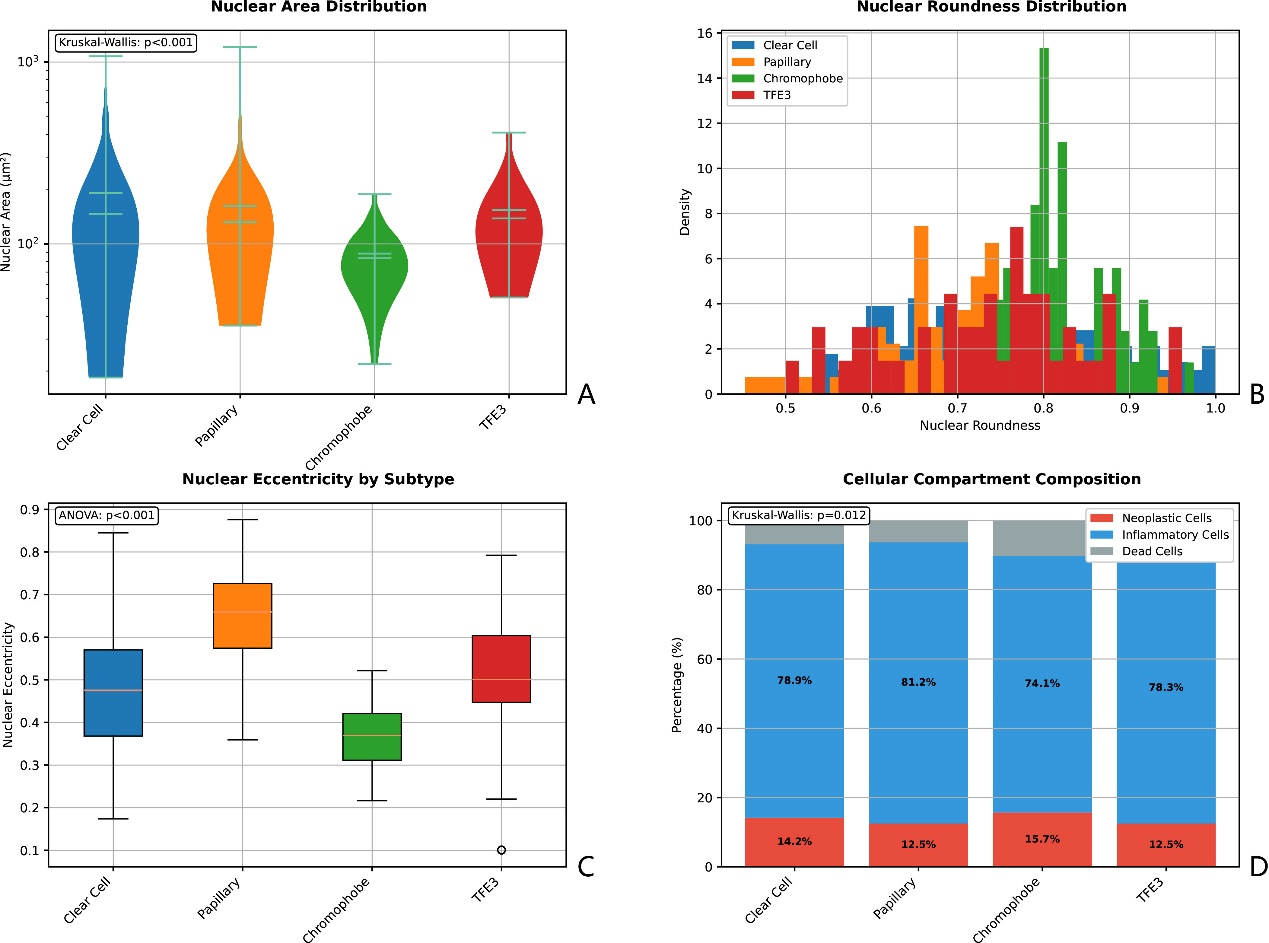 Nuclear Area Distribution
Kruskal-Wallis: p<0.001
10³
10²
Nuclear Area (μm²)
Clear Cell
Papillary
Chromophobe
TFE3
A
Nuclear Roundness Distribution
Clear Cell
Papillary
Chromophobe
TFE3
16
14
12
10
8
6
4
2
0
Density
0.5 0.6 0.7 0.8 0.9 1.0
Nuclear Roundness
B
Nuclear Eccentricity by Subtype
ANOVA: p<0.001
0.9
0.8
0.7
0.6
0.5
0.4
0.3
0.2
0.1
Nuclear Eccentricity
Clear Cell
Papillary
Chromophobe
TFE3
C
Cellular Compartment Composition
Kruskal-Wallis: p=0.012
Neoplastic Cells
Inflammatory Cells
Dead Cells
100
80
60
40
20
0
Percentage (%)
78.9% 81.2% 74.1% 78.3%
14.2% 12.5% 15.7% 12.5%
Clear Cell
Papillary
Chromophobe
TFE3
D